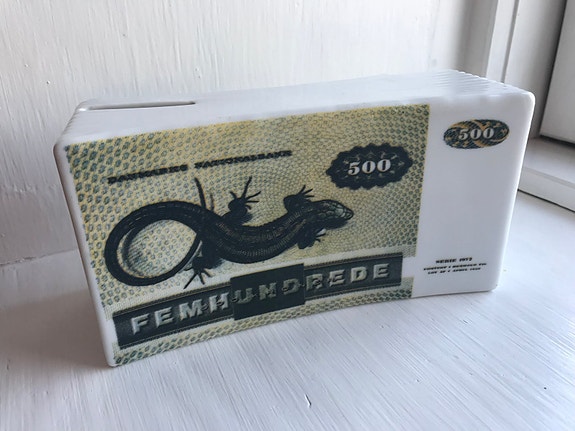 DANMARKS NATIONALBANK
500
500
FEMHUNDREDE
SERIE 1972